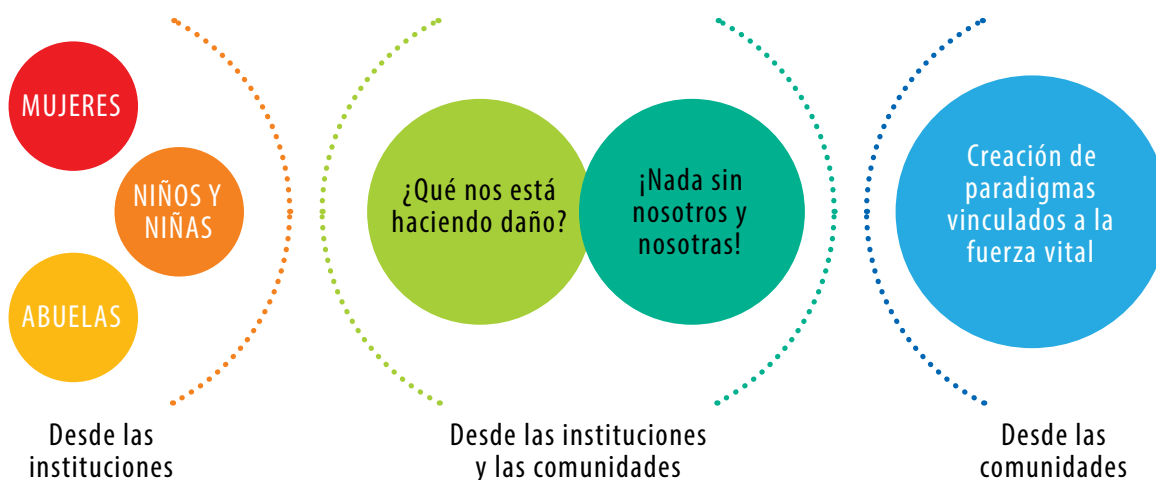 MUJERES
NIÑOS Y
NIÑAS
ABUELAS
Desde las
instituciones
¿Qué nos está
haciendo daño?
¡Nada sin
nosotros y
nosotras!
Desde las instituciones
y las comunidades
Creación de
paradigmas
vinculados a la
fuerza vital
Desde las
comunidades